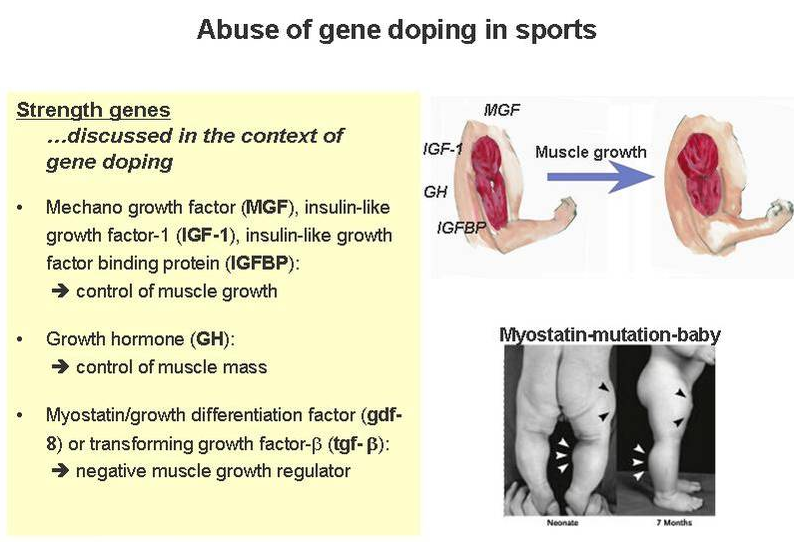 Abuse of gene doping in sports
Strength genes
…discussed in the context of
gene doping
• Mechano growth factor (MGF), insulin-like
growth factor-1 (IGF-1), insulin-like growth
factor binding protein (IGFBP):
➔ control of muscle growth
• Growth hormone (GH):
➔ control of muscle mass
• Myostatin/growth differentiation factor (gdf-
8) or transforming growth factor-β (tgf- β):
➔ negative muscle growth regulator
MGF
IGF-1
Muscle growth
GH
IGFBP
Myostatin-mutation-baby
Neonate
7 Months